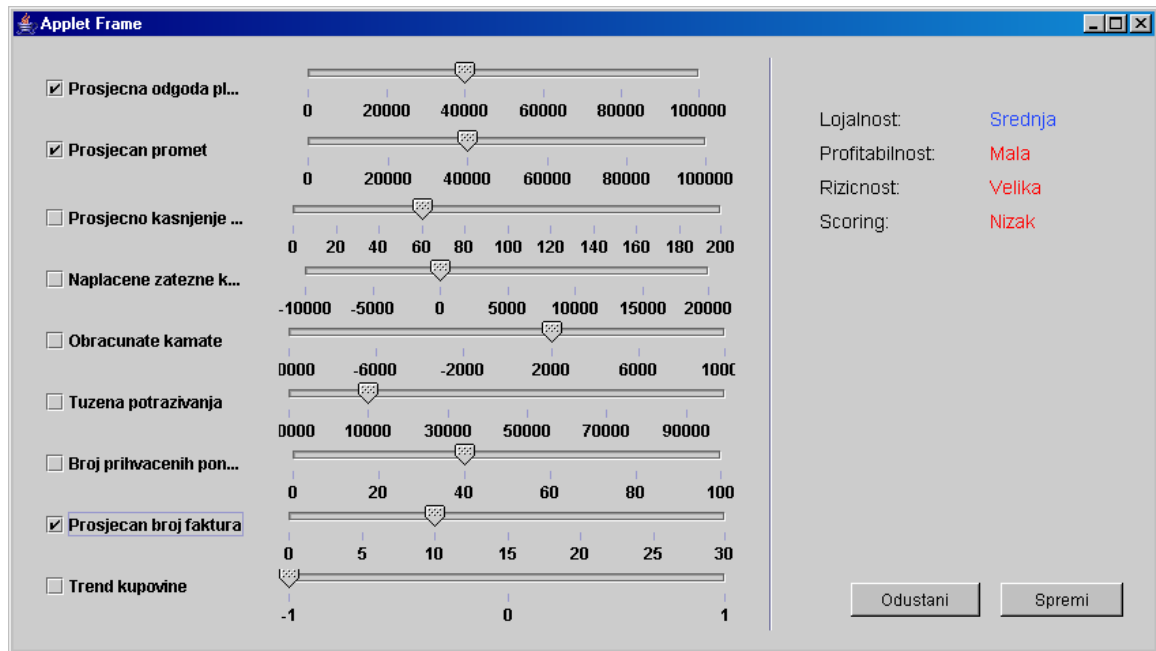 Applet Frame
Prosjecna odgoda pl...
0 20000 40000 60000 80000 100000
Prosjecan promet
0 20000 40000 60000 80000 100000
Prosjecno kasnjenje ...
0 20 40 60 80 100 120 140 160 180 200
Naplacene zatezne k...
-10000 -5000 0 5000 10000 15000 20000
Obracunate kamate
0000 -6000 -2000 2000 6000 1000
Tuzena potrazivanja
0000 10000 30000 50000 70000 90000
Broj prihvacenih pon...
0 20 40 60 80 100
Prosjecan broj faktura
0 5 10 15 20 25 30
Trend kupovine
-1 0 1
Lojalnost: Srednja
Profitabilnost: Mala
Rizicnost: Velika
Scoring: Nizak
Odustani Spremi